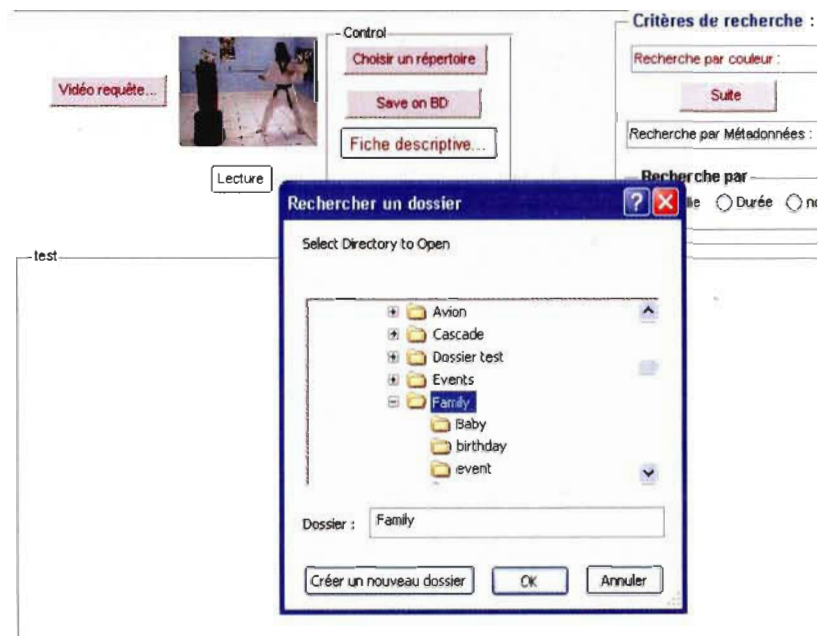 Control
Critères de recherche :
Choisir un répertoire
Recherche par couleur :
Vidéo requête...
Save on BD
Suite
Fiche descriptive...
Recherche par Métadonnées :
Lecture
Recherche par
Durée
Rechercher un dossier
Select Directory to Open
test
Avion
Cascade
Dossier test
Events
Family
Baby
birthday
event
Dossier : Family
Créer un nouveau dossier OK Annuler